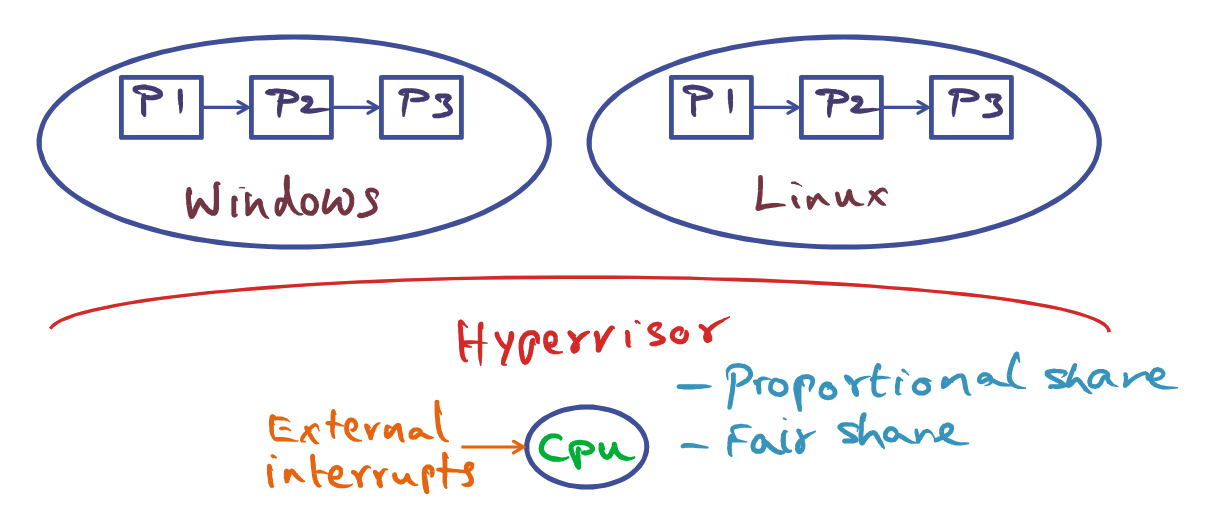 P1 P2 P3
Windows
P1 P2 P3
Linux
Hypervisor
- Proportional share
- Fair share
External
interrupts
Cpu